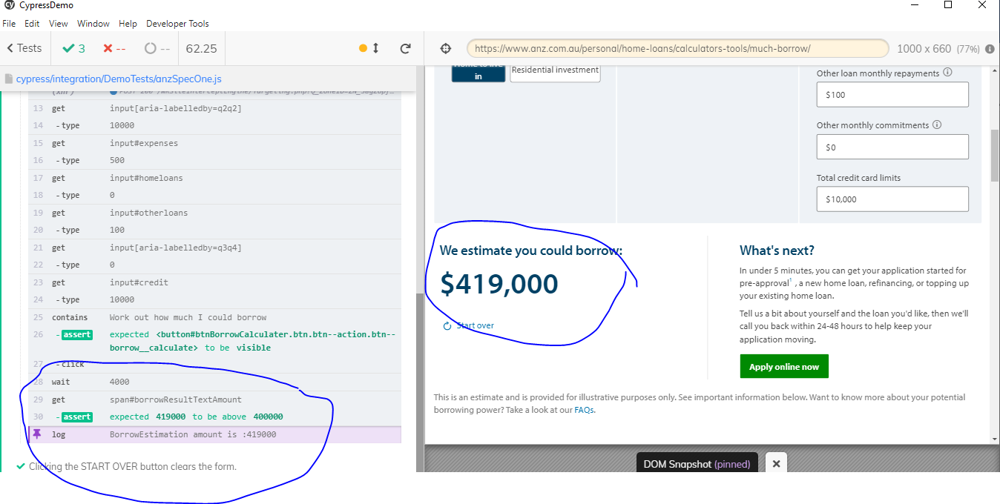 CypressDemo
File Edit View Window Help Developer Tools
Tests 3 -- -- 62.25
https://www.anz.com.au/personal/home-loans/calculators-tools/much-borrow/ 1000 x 660 (77%)
cypress/integration/DemoTests/anzSpecOne.js
(xhr)
13 get input[aria-labelledby=q2q2]
14 -type 10000
15 get input#expenses
16 -type 500
17 get input#homeloans
18 -type 0
19 get input#otherloans
20 -type 100
21 get input[aria-labelledby=q3q4]
22 -type 0
23 get input#credit
24 -type 10000
25 contains Work out how much I could borrow
26 -assert expected <button#btnBorrowCalculater.btn.btn--action.btn--
borrow__calculate> to be visible
27 -click
28 wait 4000
29 get span#borrowResultTextAmount
30 -assert expected 419000 to be above 400000
log BorrowEstimation amount is :419000
Clicking the START OVER button clears the form.
Home to live
in
Residential investment
Other loan monthly repayments
$100
Other monthly commitments
$0
Total credit card limits
$10,000
We estimate you could borrow:
$419,000
Start over
What's next?
In under 5 minutes, you can get your application started for
pre-approval1 , a new home loan, refinancing, or topping up
your existing home loan.
Tell us a bit about yourself and the loan you'd like, then we'll
call you back within 24-48 hours to help keep your
application moving.
Apply online now
This is an estimate and is provided for illustrative purposes only. See important information below. Want to know more about your potential
borrowing power? Take a look at our FAQs.
DOM Snapshot (pinned)